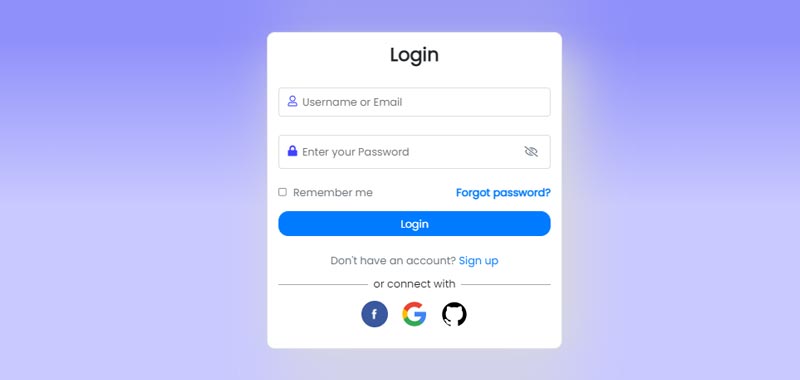 Login
Username or Email
Enter your Password
Remember me Forgot password?
Login
Don't have an account? Sign up
or connect with